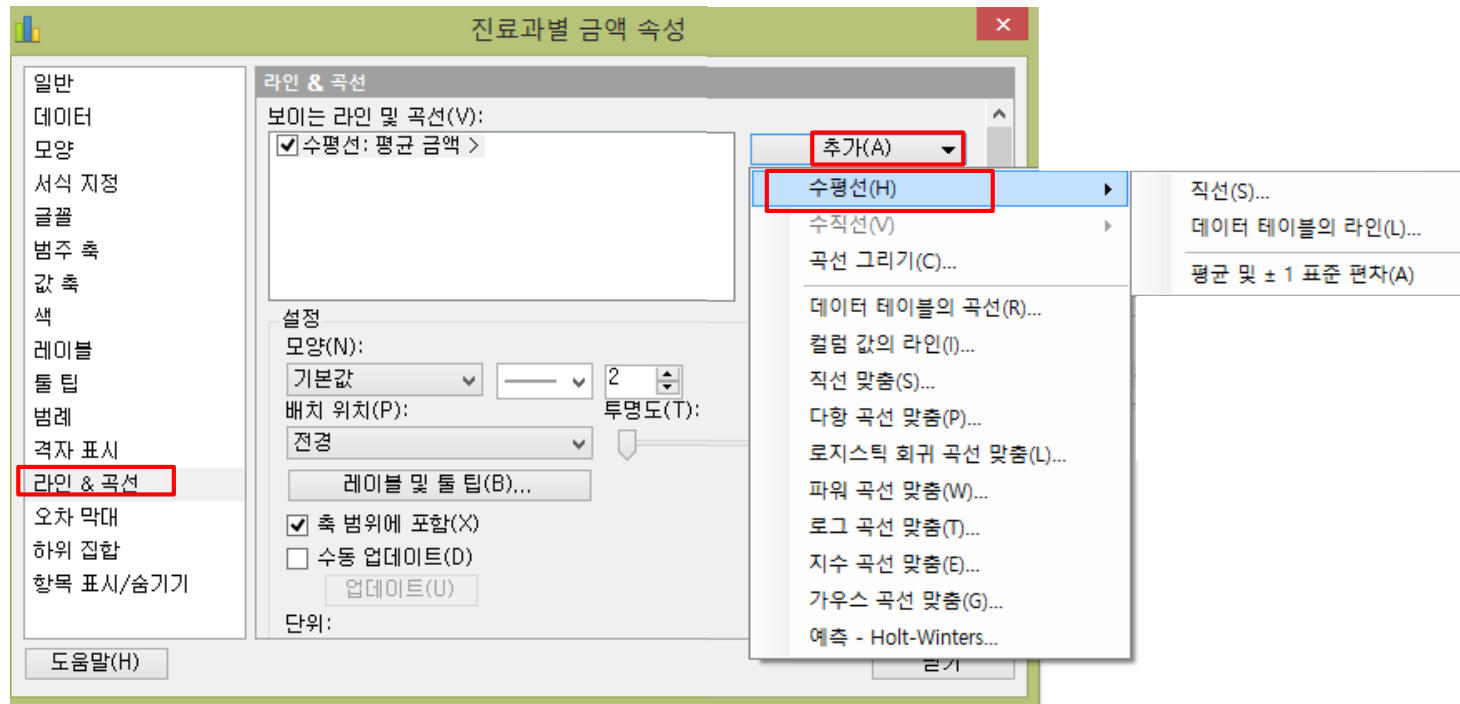 진료과별 금액 속성
일반
데이터
모양
서식 지정
글꼴
범주 축
값 축
색
레이블
툴 팁
범례
격자 표시
라인 & 곡선
오차 막대
하위 집합
항목 표시/숨기기
라인 & 곡선
보이는 라인 및 곡선(V):
수평선: 평균 금액 >
추가(A)
설정
모양(N):
기본값
2
배치 위치(P):
투명도(T):
전경
레이블 및 툴 팁(B)...
축 범위에 포함(X)
수동 업데이트(D)
업데이트(U)
단위:
수평선(H)
수직선(V)
곡선 그리기(C)...
데이터 테이블의 곡선(R)...
컬럼 값의 라인(I)...
직선 맞춤(S)...
다항 곡선 맞춤(P)...
로지스틱 회귀 곡선 맞춤(L)...
파워 곡선 맞춤(W)...
로그 곡선 맞춤(T)...
지수 곡선 맞춤(E)...
가우스 곡선 맞춤(G)...
예측 - Holt-Winters...
직선(S)...
데이터 테이블의 라인(L)...
평균 및 ± 1 표준 편차(A)
도움말(H)